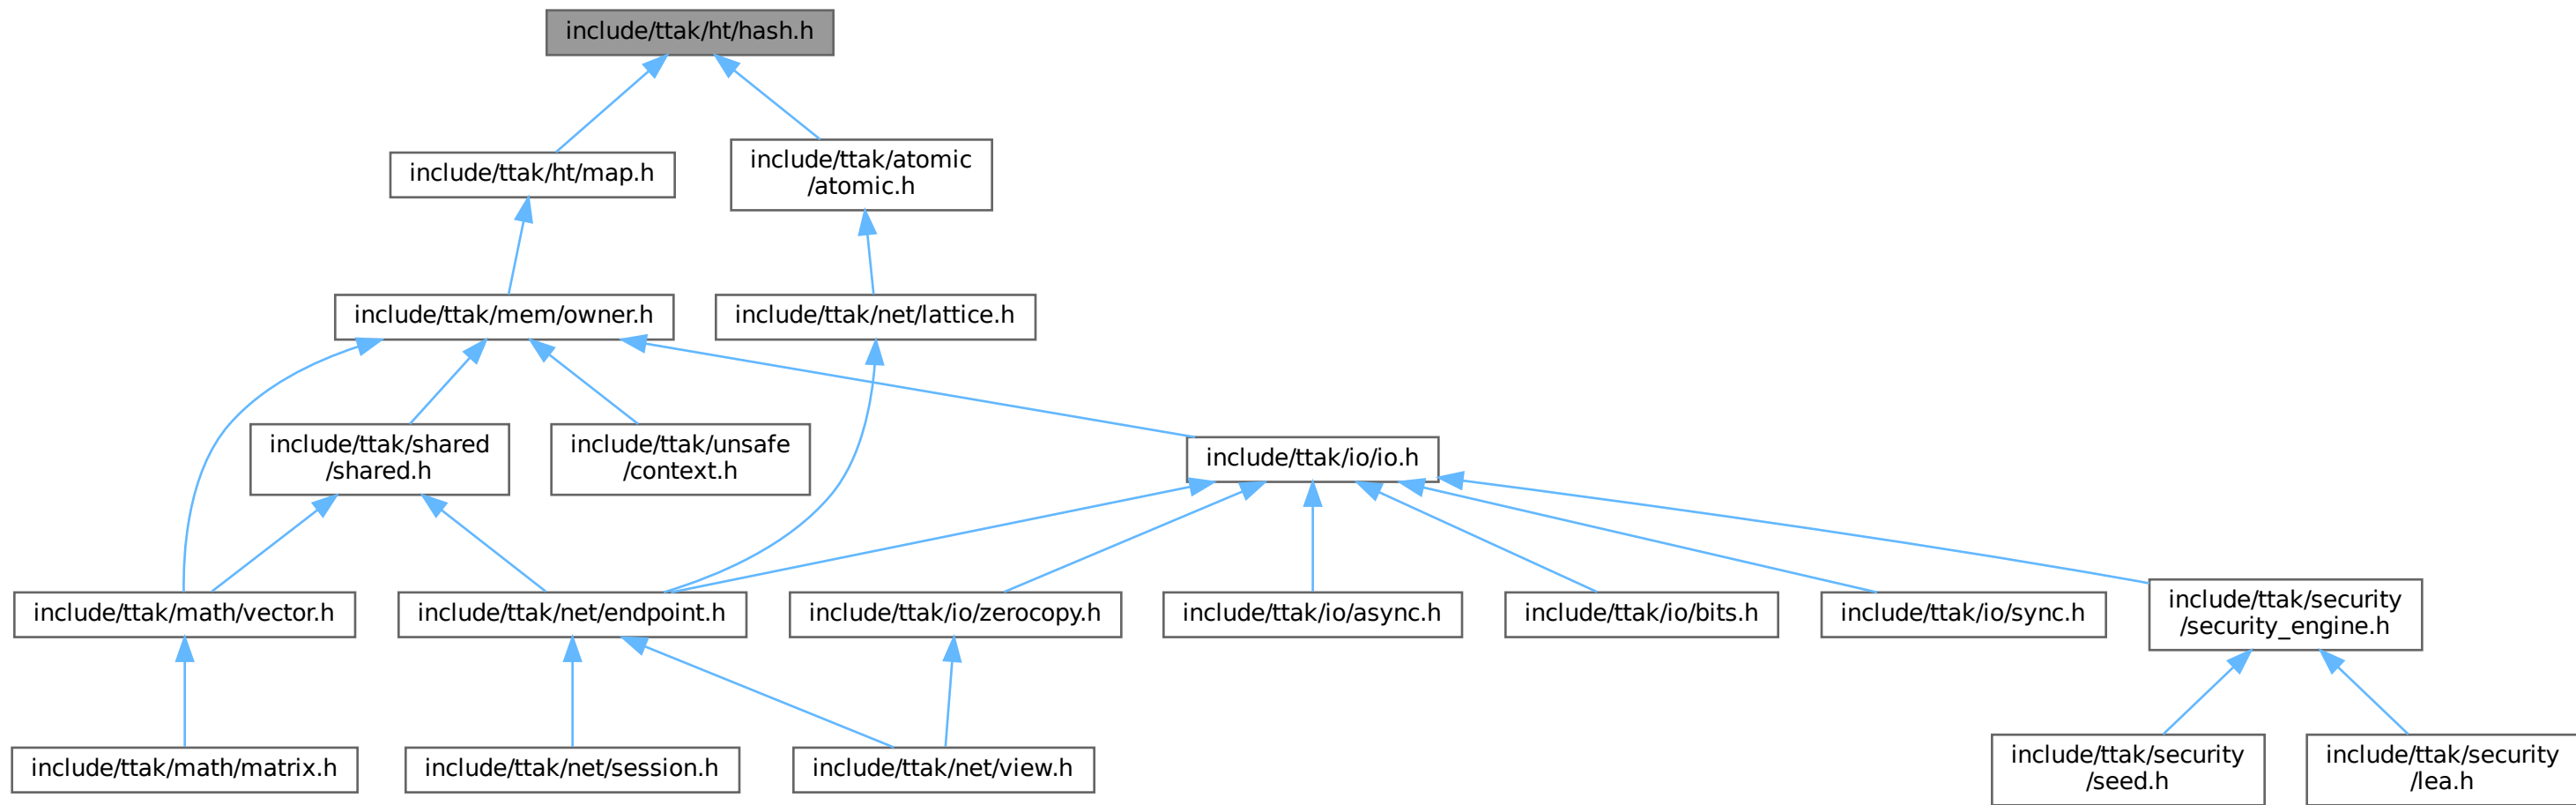 include/ttak/ht/hash.h
include/ttak/ht/map.h
include/ttak/atomic
/atomic.h
include/ttak/mem/owner.h
include/ttak/net/lattice.h
include/ttak/shared
/shared.h
include/ttak/unsafe
/context.h
include/ttak/io/io.h
include/ttak/math/vector.h
include/ttak/net/endpoint.h
include/ttak/io/zerocopy.h
include/ttak/io/async.h
include/ttak/io/bits.h
include/ttak/io/sync.h
include/ttak/security
/security_engine.h
include/ttak/math/matrix.h
include/ttak/net/session.h
include/ttak/net/view.h
include/ttak/security
/seed.h
include/ttak/security
/lea.h